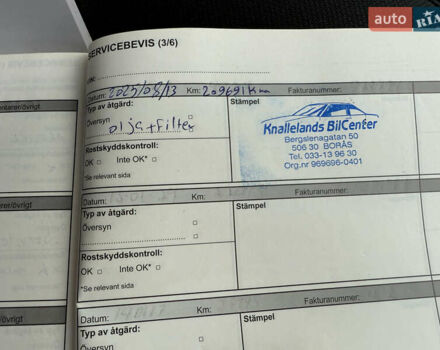 auto RIA
SERVICEBEVIS (3/6)
Datum: 2025/08/13 Km: 209691 Km Fakturanummer:
Typ av åtgärd: Stämpel
Översyn
olja+Filter
Rostskyddskontroll:
OK Inte OK*
*Se relevant sida
Knallelands BilCenter
Bergslenagatan 50
506 30 BORÅS
Tel. 033-13 96 30
Org.nr 969696-0401
Datum: Km: Fakturanummer:
Typ av åtgärd: Stämpel
Översyn
Rostskyddskontroll:
OK Inte OK*
*Se relevant sida
Datum: Km: Fakturanummer:
Typ av åtgärd: Stämpel
Översyn
Rostskyddskontroll: